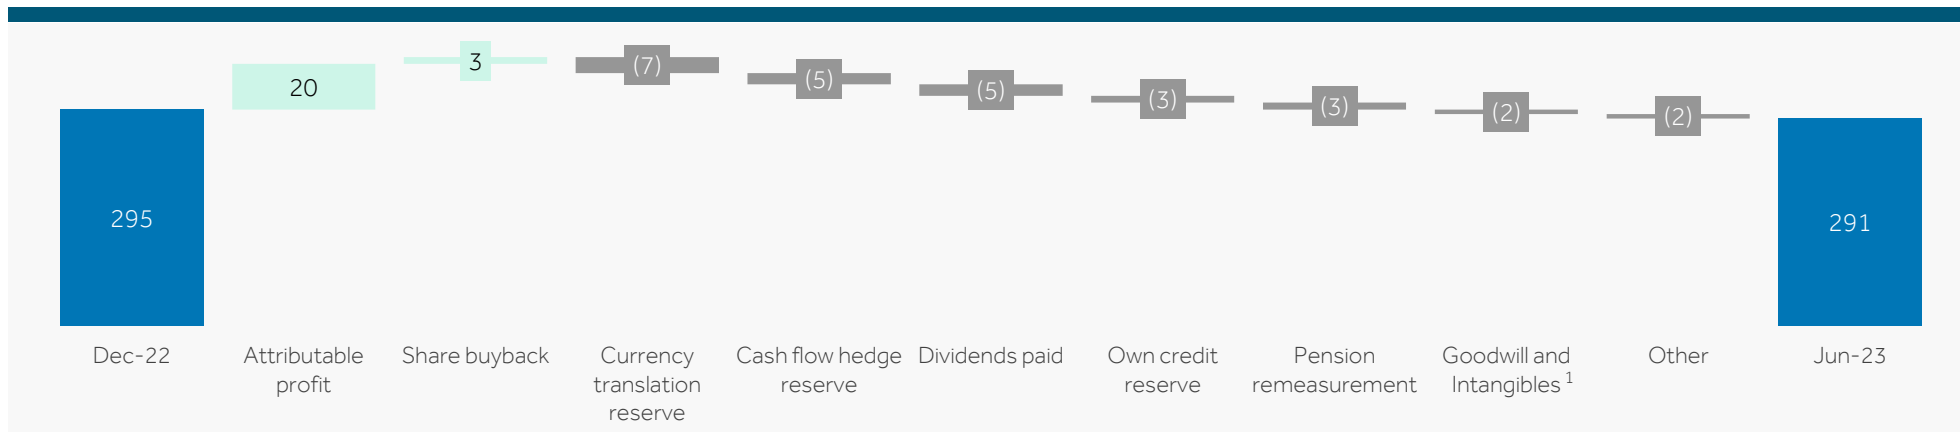 295
20
3
(7)
(5)
(5)
(3)
(3)
(2)
(2)
291
Dec-22
Attributable
profit
Share buyback
Currency
translation
reserve
Cash flow hedge
reserve
Dividends paid
Own credit
reserve
Pension
remeasurement
Goodwill and
Intangibles 1
Other
Jun-23